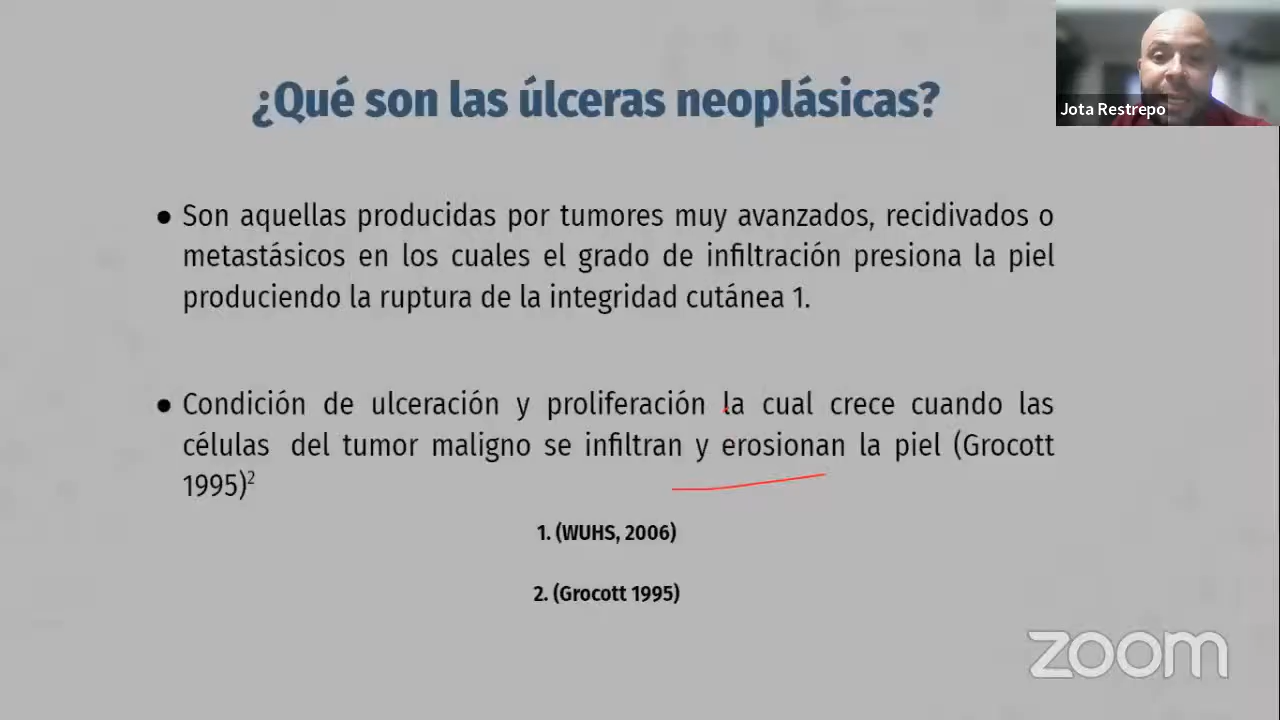 ¿Qué son las úlceras neoplásicas?
Jota Restrepo
● Son aquellas producidas por tumores muy avanzados, recidivados o
metastásicos en los cuales el grado de infiltración presiona la piel
produciendo la ruptura de la integridad cutánea 1.
● Condición de ulceración y proliferación la cual crece cuando las
células del tumor maligno se infiltran y erosionan la piel (Grocott
1995)²
1. (WUHS, 2006)
2. (Grocott 1995)
zoom